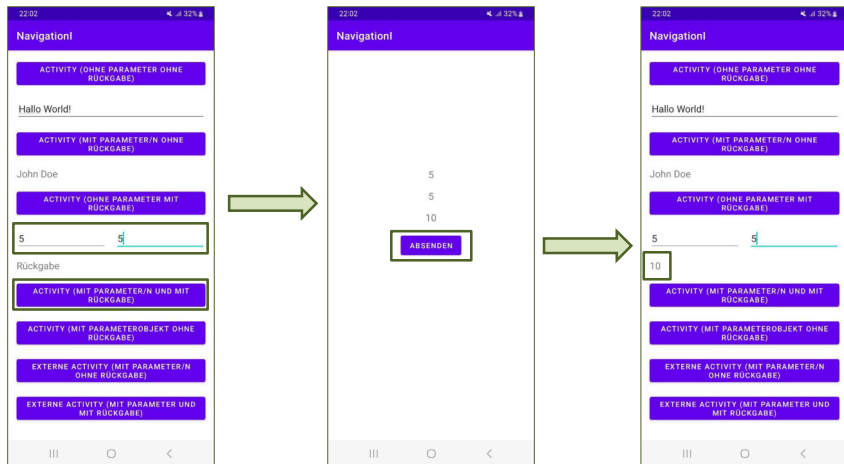 22:02
32%
NavigationI
ACTIVITY (OHNE PARAMETER OHNE
RÜCKGABE)
Hallo World!
ACTIVITY (MIT PARAMETER/N OHNE
RÜCKGABE)
John Doe
ACTIVITY (OHNE PARAMETER MIT
RÜCKGABE)
5 5
Rückgabe
ACTIVITY (MIT PARAMETER/N UND MIT
RÜCKGABE)
ACTIVITY (MIT PARAMETEROBJEKT OHNE
RÜCKGABE)
EXTERNE ACTIVITY (MIT PARAMETER/N
OHNE RÜCKGABE)
EXTERNE ACTIVITY (MIT PARAMETER UND
MIT RÜCKGABE)
22:02
32%
NavigationI
5
5
10
ABSENDEN
22:02
32%
NavigationI
ACTIVITY (OHNE PARAMETER OHNE
RÜCKGABE)
Hallo World!
ACTIVITY (MIT PARAMETER/N OHNE
RÜCKGABE)
John Doe
ACTIVITY (OHNE PARAMETER MIT
RÜCKGABE)
5 5
10
ACTIVITY (MIT PARAMETER/N UND MIT
RÜCKGABE)
ACTIVITY (MIT PARAMETEROBJEKT OHNE
RÜCKGABE)
EXTERNE ACTIVITY (MIT PARAMETER/N
OHNE RÜCKGABE)
EXTERNE ACTIVITY (MIT PARAMETER UND
MIT RÜCKGABE)